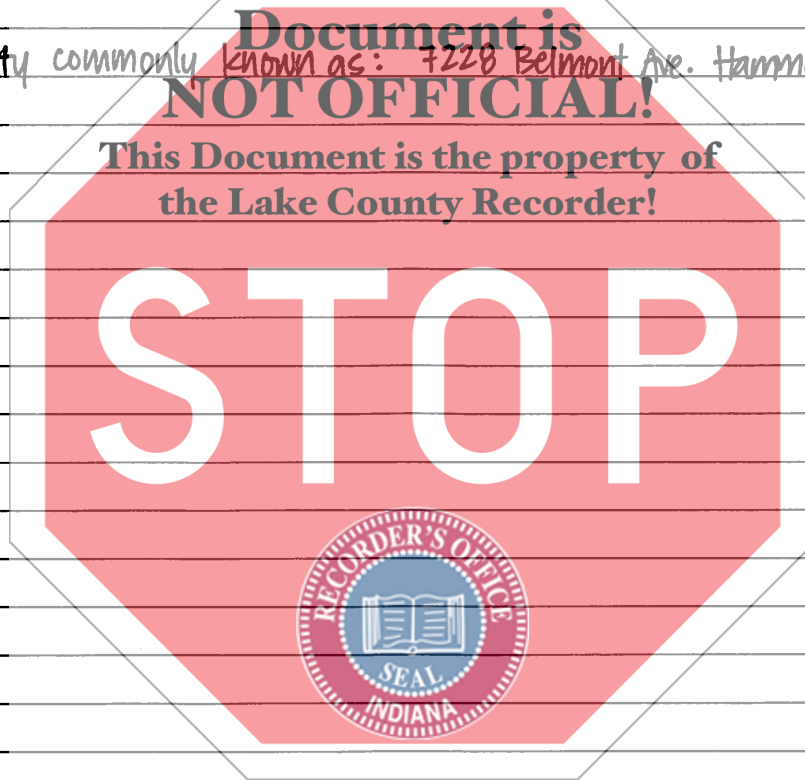 Document is
ty commonly known as: 7228 Belmont Ave. Hamm
NOT OFFICIAL!
This Document is the property of
the Lake County Recorder!
STOP
RECORDER'S OFFICE
SEAL
INDIANA